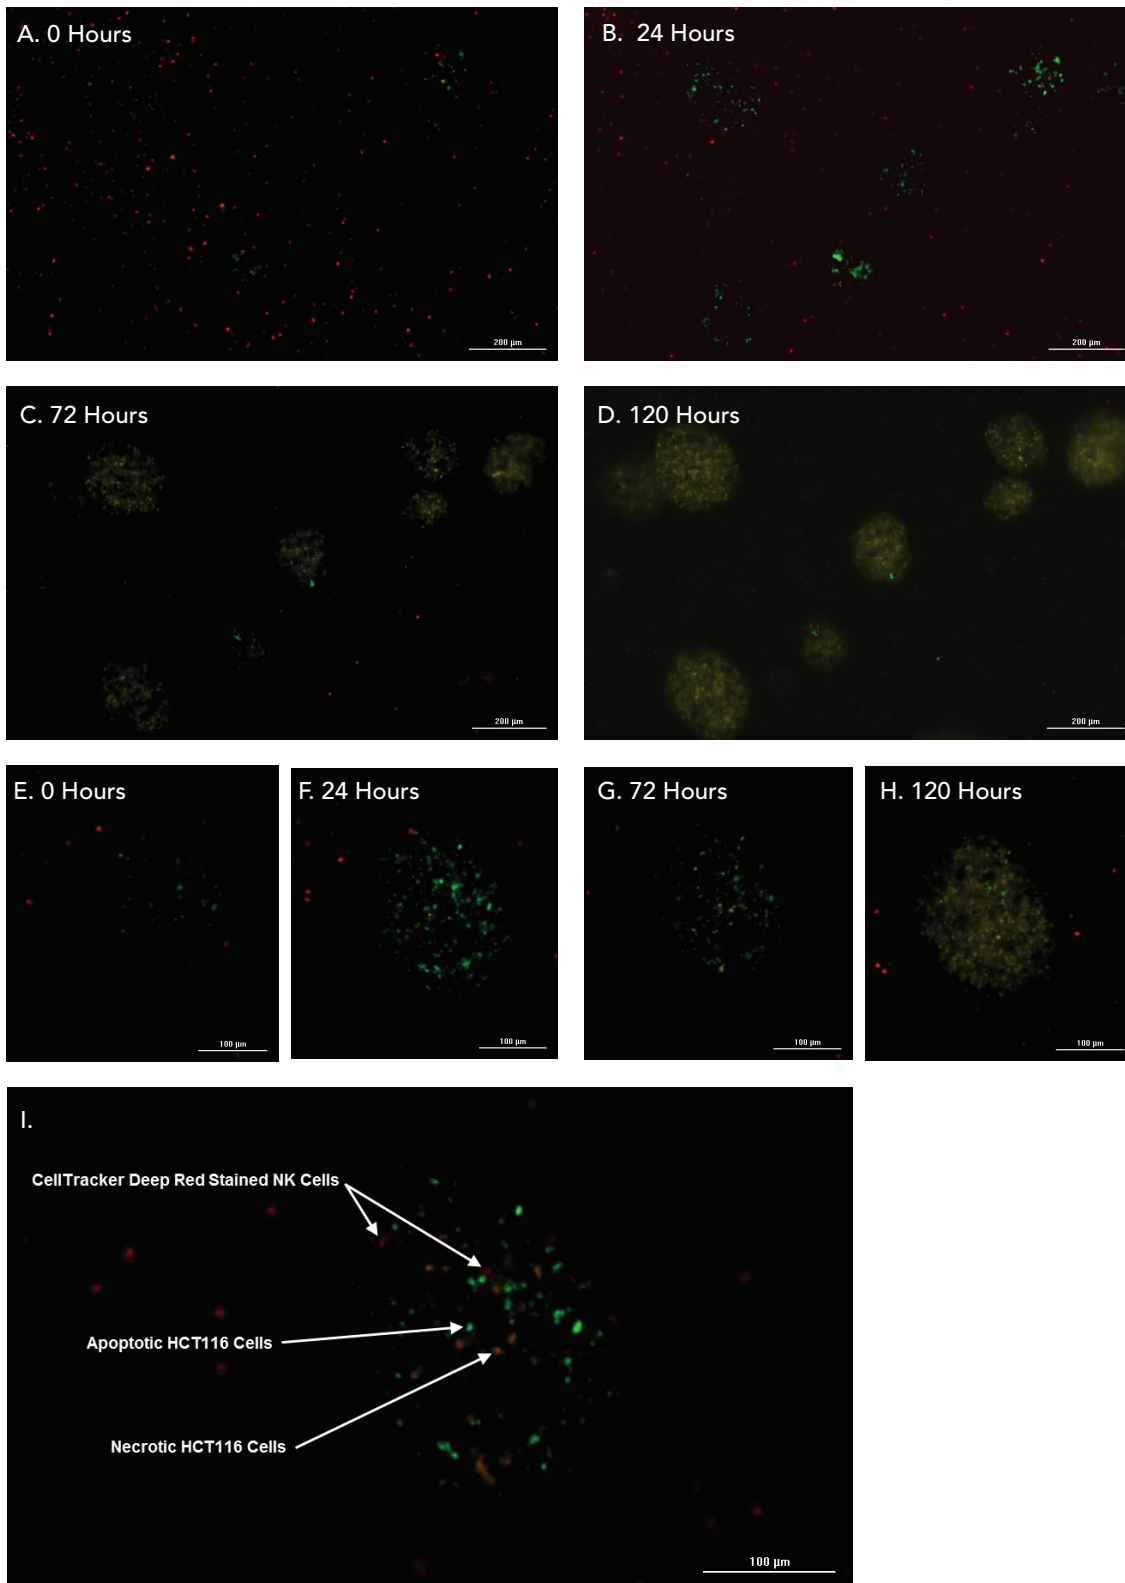 A. 0 Hours
200 µm
B. 24 Hours
200 µm
C. 72 Hours
200 µm
D. 120 Hours
200 µm
E. 0 Hours
100 µm
F. 24 Hours
100 µm
G. 72 Hours
100 µm
H. 120 Hours
100 µm
I.
CellTracker Deep Red Stained NK Cells
Apoptotic HCT116 Cells
Necrotic HCT116 Cells
100 µm